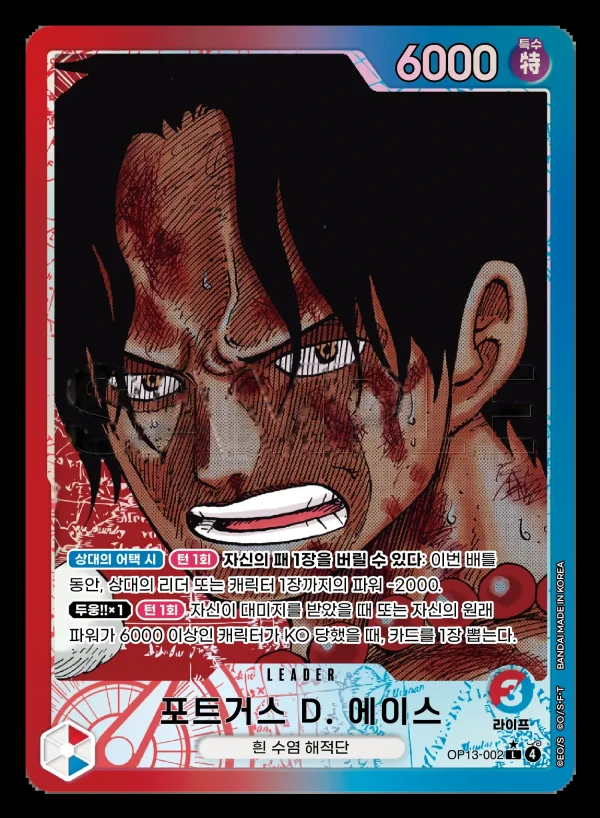 특수
6000 特
SAMPLE
상대의 어택 시 턴 1회 자신의 패 1장을 버릴 수 있다: 이번 배틀
동안, 상대의 리더 또는 캐릭터 1장까지의 파워 -2000.
두웅!!×1 턴 1회 자신이 대미지를 받았을 때 또는 자신의 원래
파워가 6000 이상인 캐릭터가 KO 당했을 때, 카드를 1장 뽑는다.
LEADER
포트거스 D. 에이스
3
라이프
흰 수염 해적단
OP13-002 L 4
©E.O/S ©O/S·F·T BANDAI MADE IN KOREA